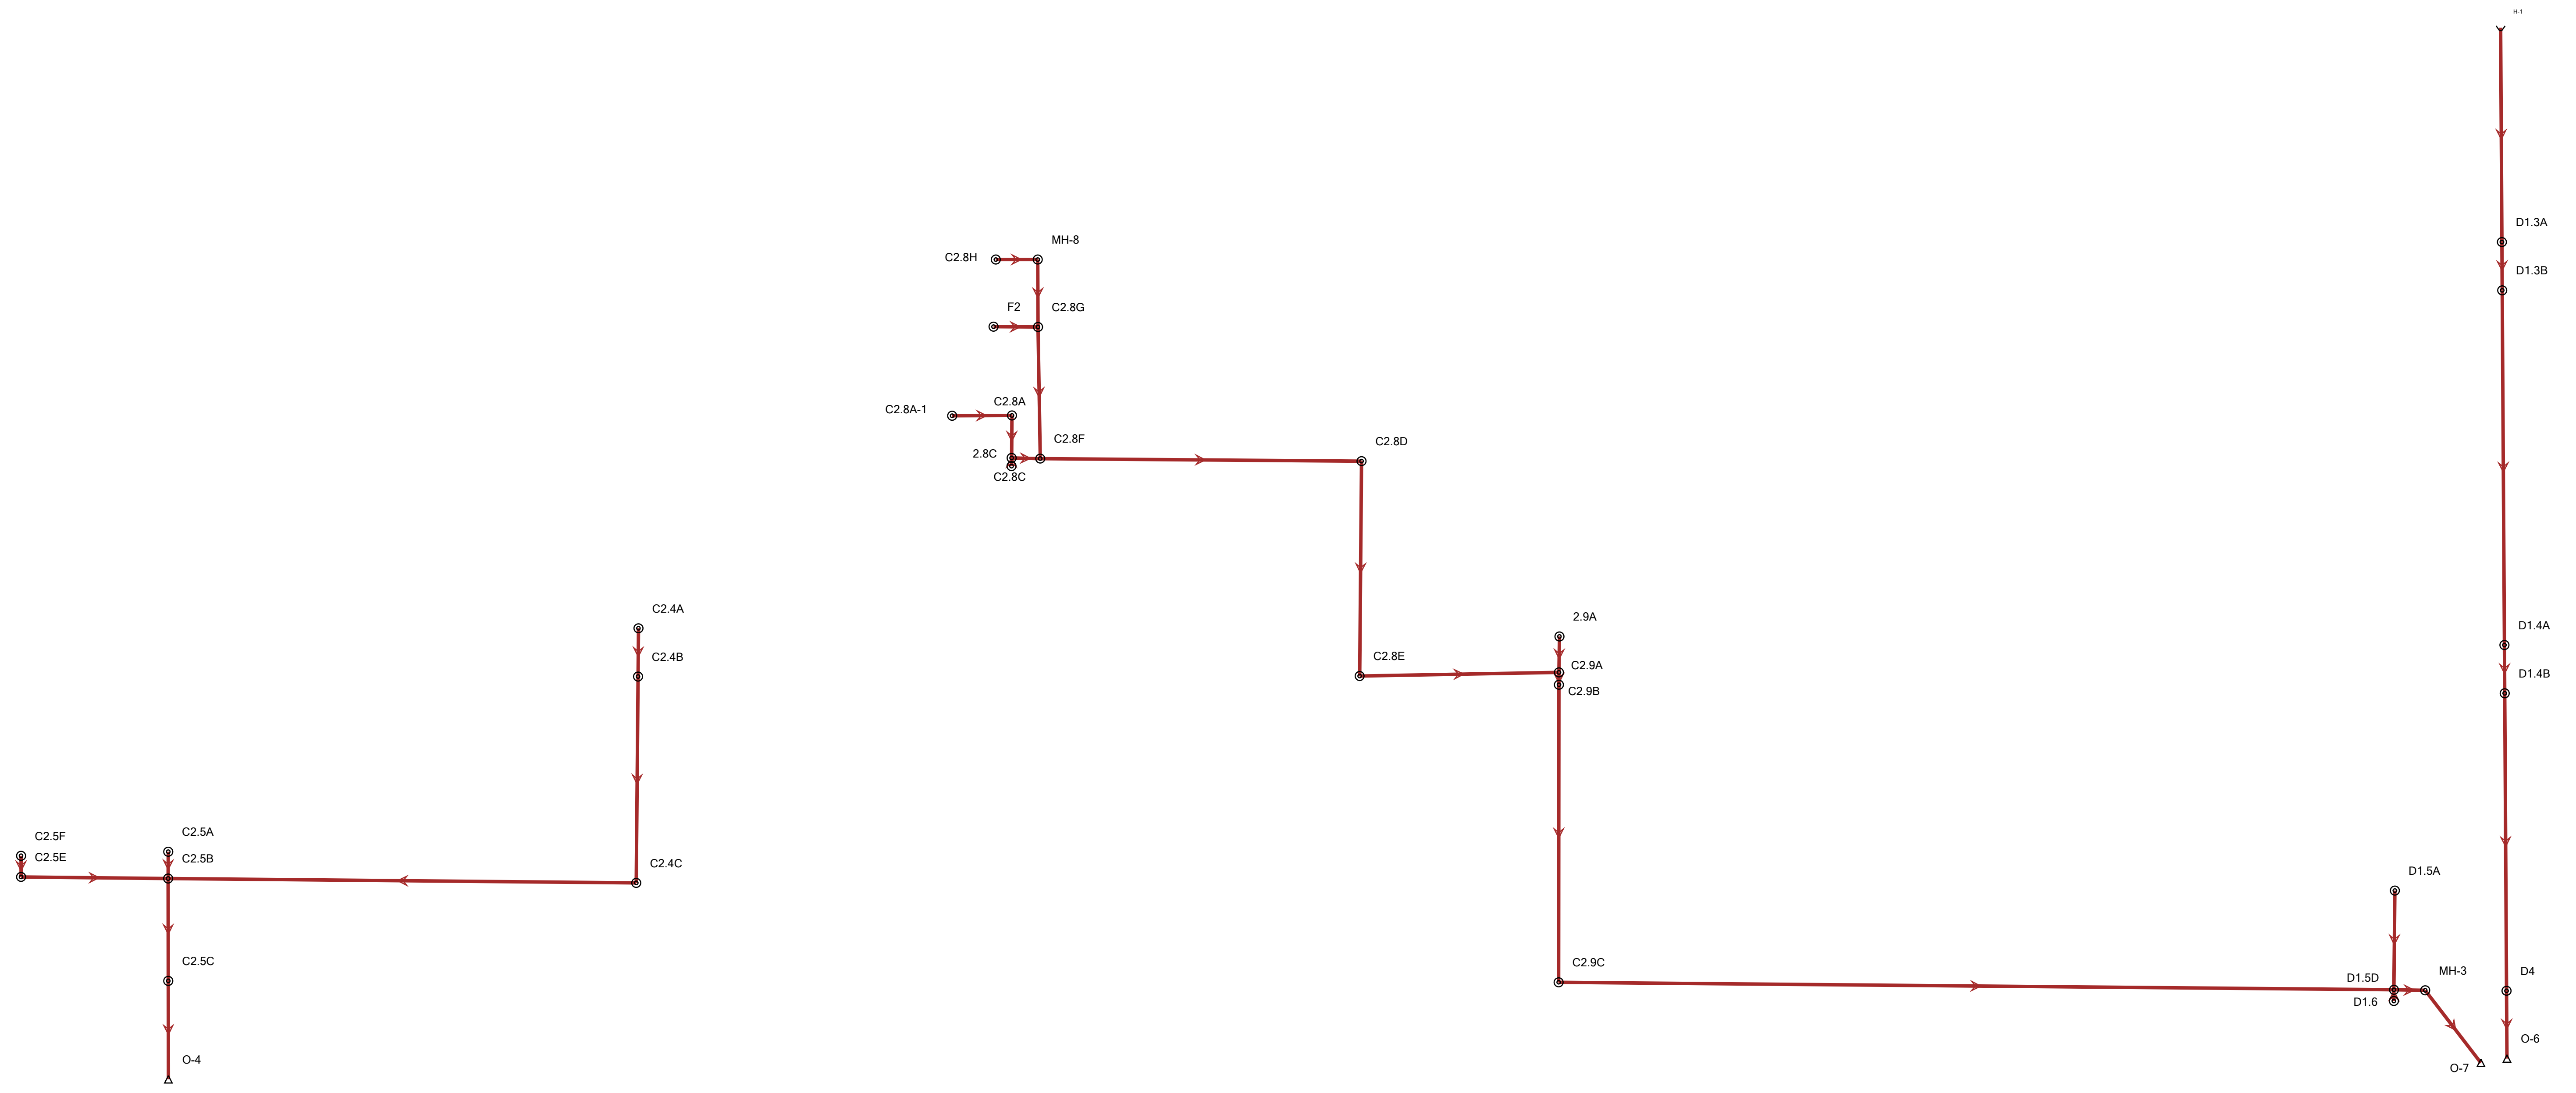 H-1
D1.3A
MH-8
C2.8H
D1.3B
F2
C2.8G
C2.8A
C2.8A-1
C2.8F
C2.8D
2.8C
C2.8C
C2.4A
2.9A
D1.4A
C2.4B
C2.8E
C2.9A
D1.4B
C2.9B
C2.5A
C2.5F
C2.5E
C2.5B
C2.4C
D1.5A
C2.5C
C2.9C
MH-3
D4
D1.5D
D1.6
O-6
O-4
O-7